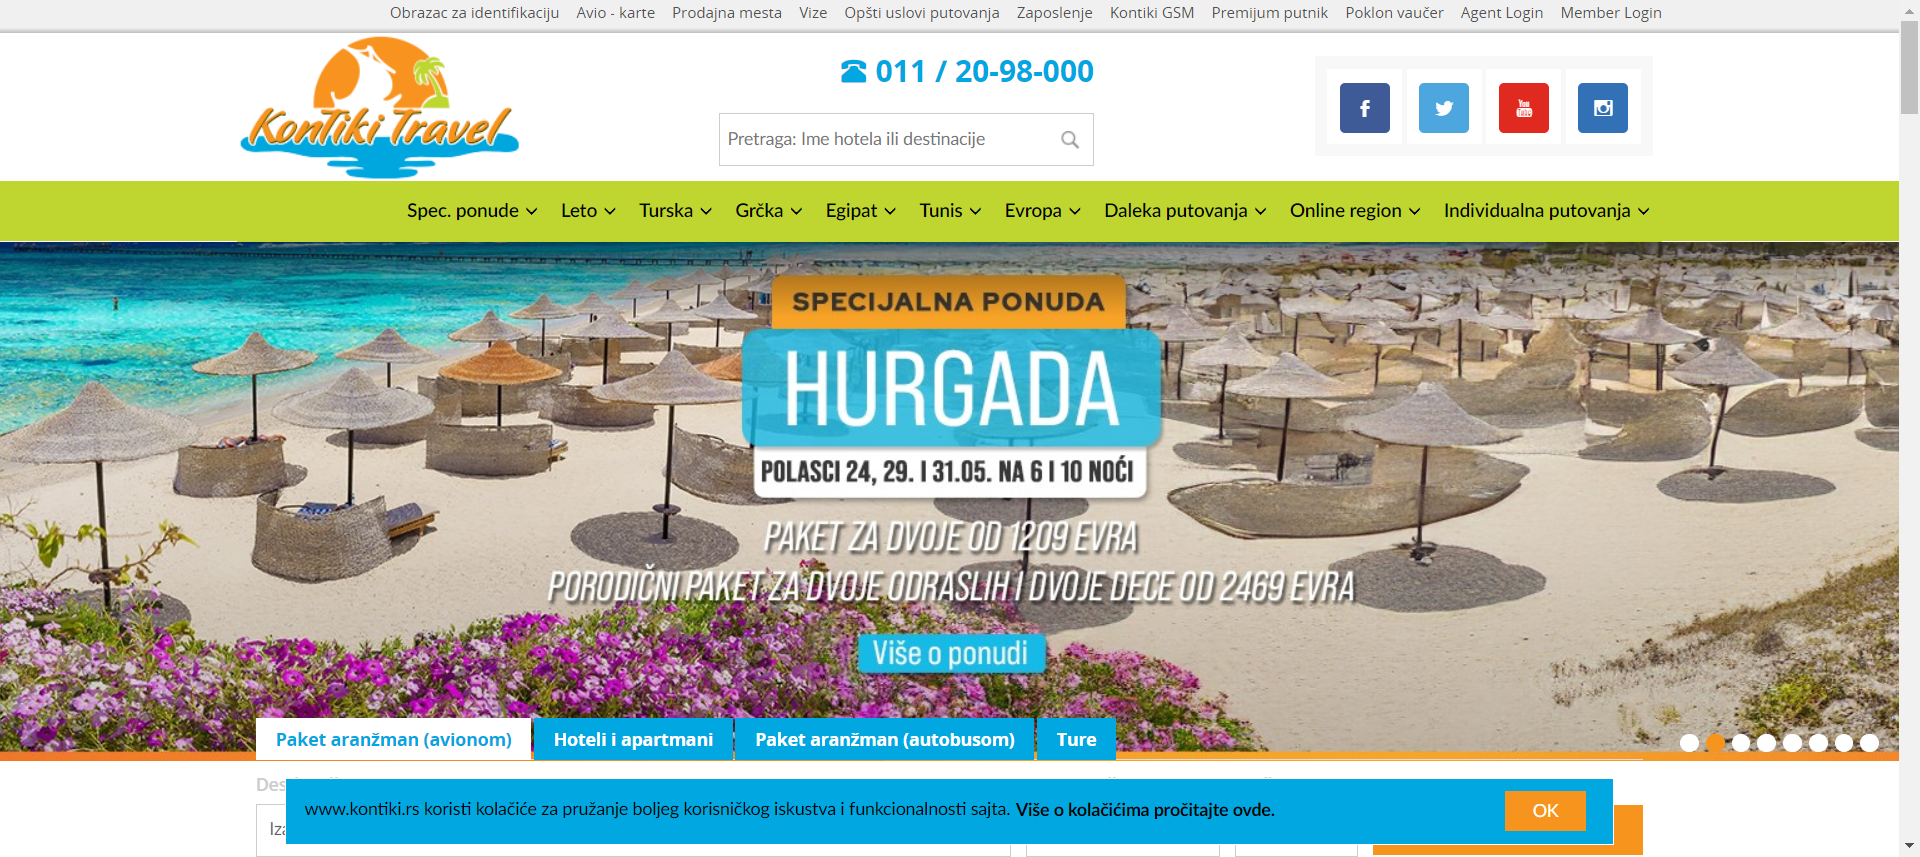 Obrazac za identifikaciju Avio - karte Prodajna mesta Vize Opšti uslovi putovanja Zaposlenje Kontiki GSM Premijum putnik Poklon vaučer Agent Login Member Login
KonTiki Travel
011 / 20-98-000
Pretraga: Ime hotela ili destinacije
f
You Tube
Spec. ponude Leto Turska Grčka Egipat Tunis Evropa Daleka putovanja Online region Individualna putovanja
SPECIJALNA PONUDA
HURGADA
POLASCI 24, 29. I 31.05. NA 6 I 10 NOĆI
PAKET ZA DVOJE OD 1209 EVRA
PORODIČNI PAKET ZA DVOJE ODRASLIH I DVOJE DECE OD 2469 EVRA
Više o ponudi
Paket aranžman (avionom) Hoteli i apartmani Paket aranžman (autobusom) Ture
www.kontiki.rs koristi kolačiće za pružanje boljeg korisničkog iskustva i funkcionalnosti sajta. Više o kolačićima pročitajte ovde.
OK